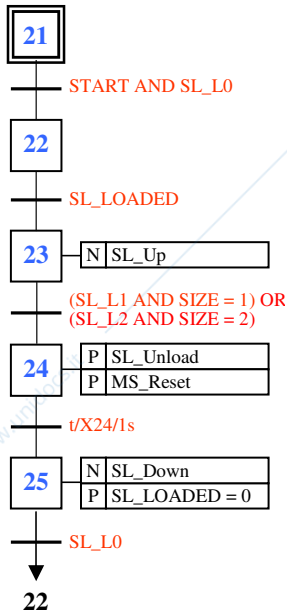 21
START AND SL_L0
22
SL_LOADED
23 N SL_Up
(SL_L1 AND SIZE = 1) OR
(SL_L2 AND SIZE = 2)
24 P SL_Unload
P MS_Reset
t/X24/1s
25 N SL_Down
P SL_LOADED = 0
SL_L0
22